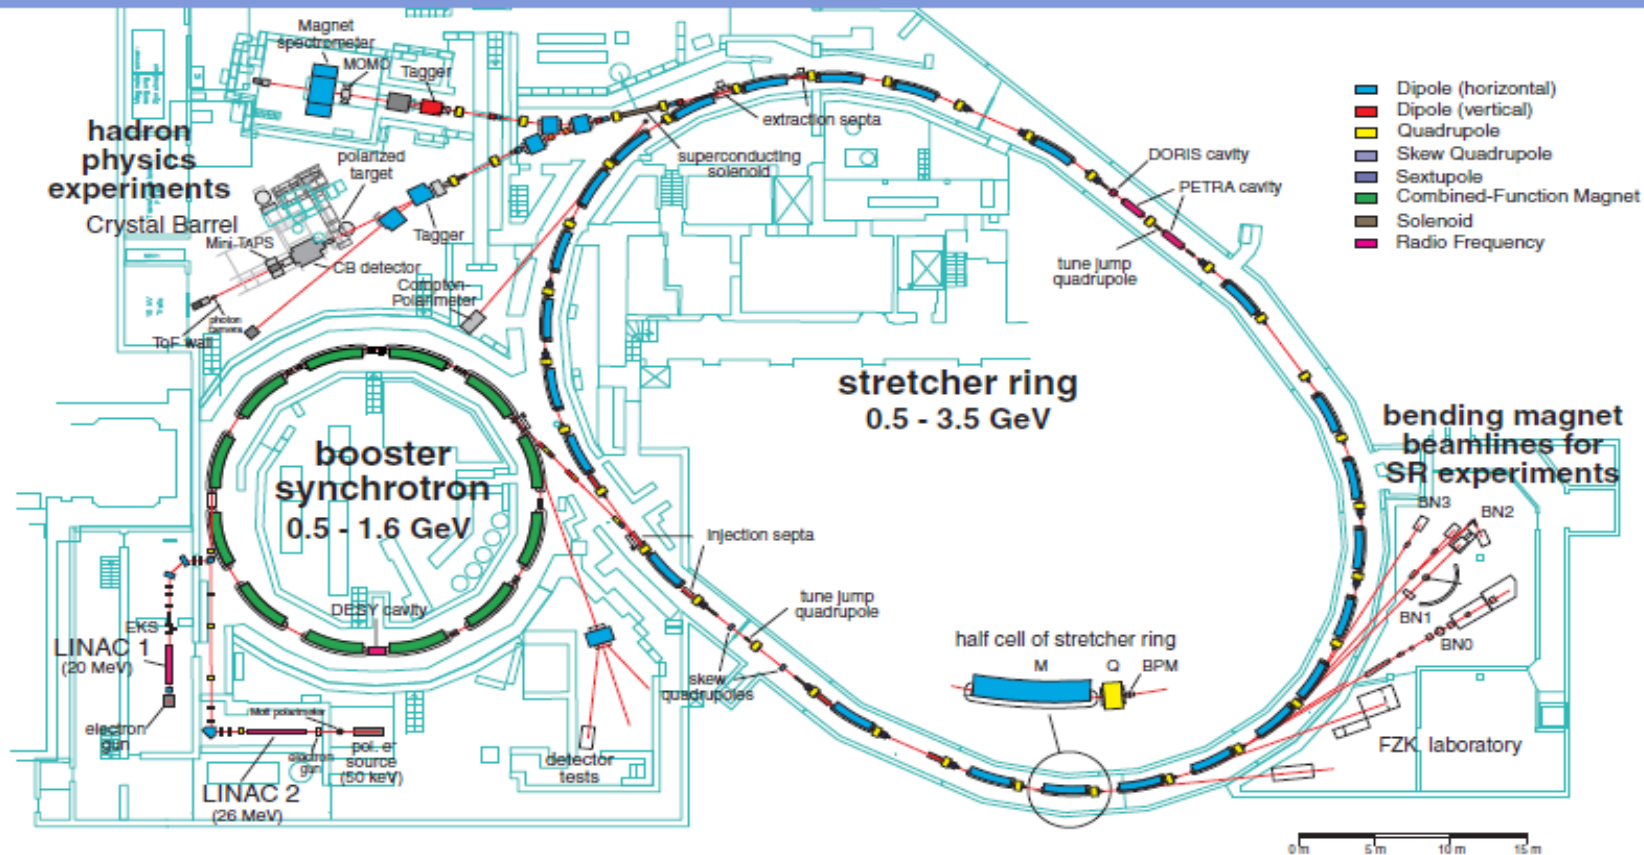 Magnet
spectrometer
MOMO
Tagger
hadron
physics
experiments
polarized
target
Crystal Barrel
Mini-TAPS
Tagger
CB detector
Compton-
Polarimeter
photon
camera
ToF wall
extraction septa
superconducting
solenoid
DORIS cavity
PETRA cavity
tune jump
quadrupole
Dipole (horizontal)
Dipole (vertical)
Quadrupole
Skew Quadrupole
Sextupole
Combined-Function Magnet
Solenoid
Radio Frequency
stretcher ring
0.5 - 3.5 GeV
bending magnet
beamlines for
SR experiments
BN3
BN2
BN1
BN0
booster
synchrotron
0.5 - 1.6 GeV
injection septa
DESY cavity
tune jump
quadrupole
skew
quadrupoles
half cell of stretcher ring
M
Q
BPM
EKS
LINAC 1
(20 MeV)
electron
gun
Mott polarimeter
electron
gun
pol. e-
source
(50 keV)
LINAC 2
(26 MeV)
detector
tests
FZK laboratory
0 m
5 m
10 m
15 m